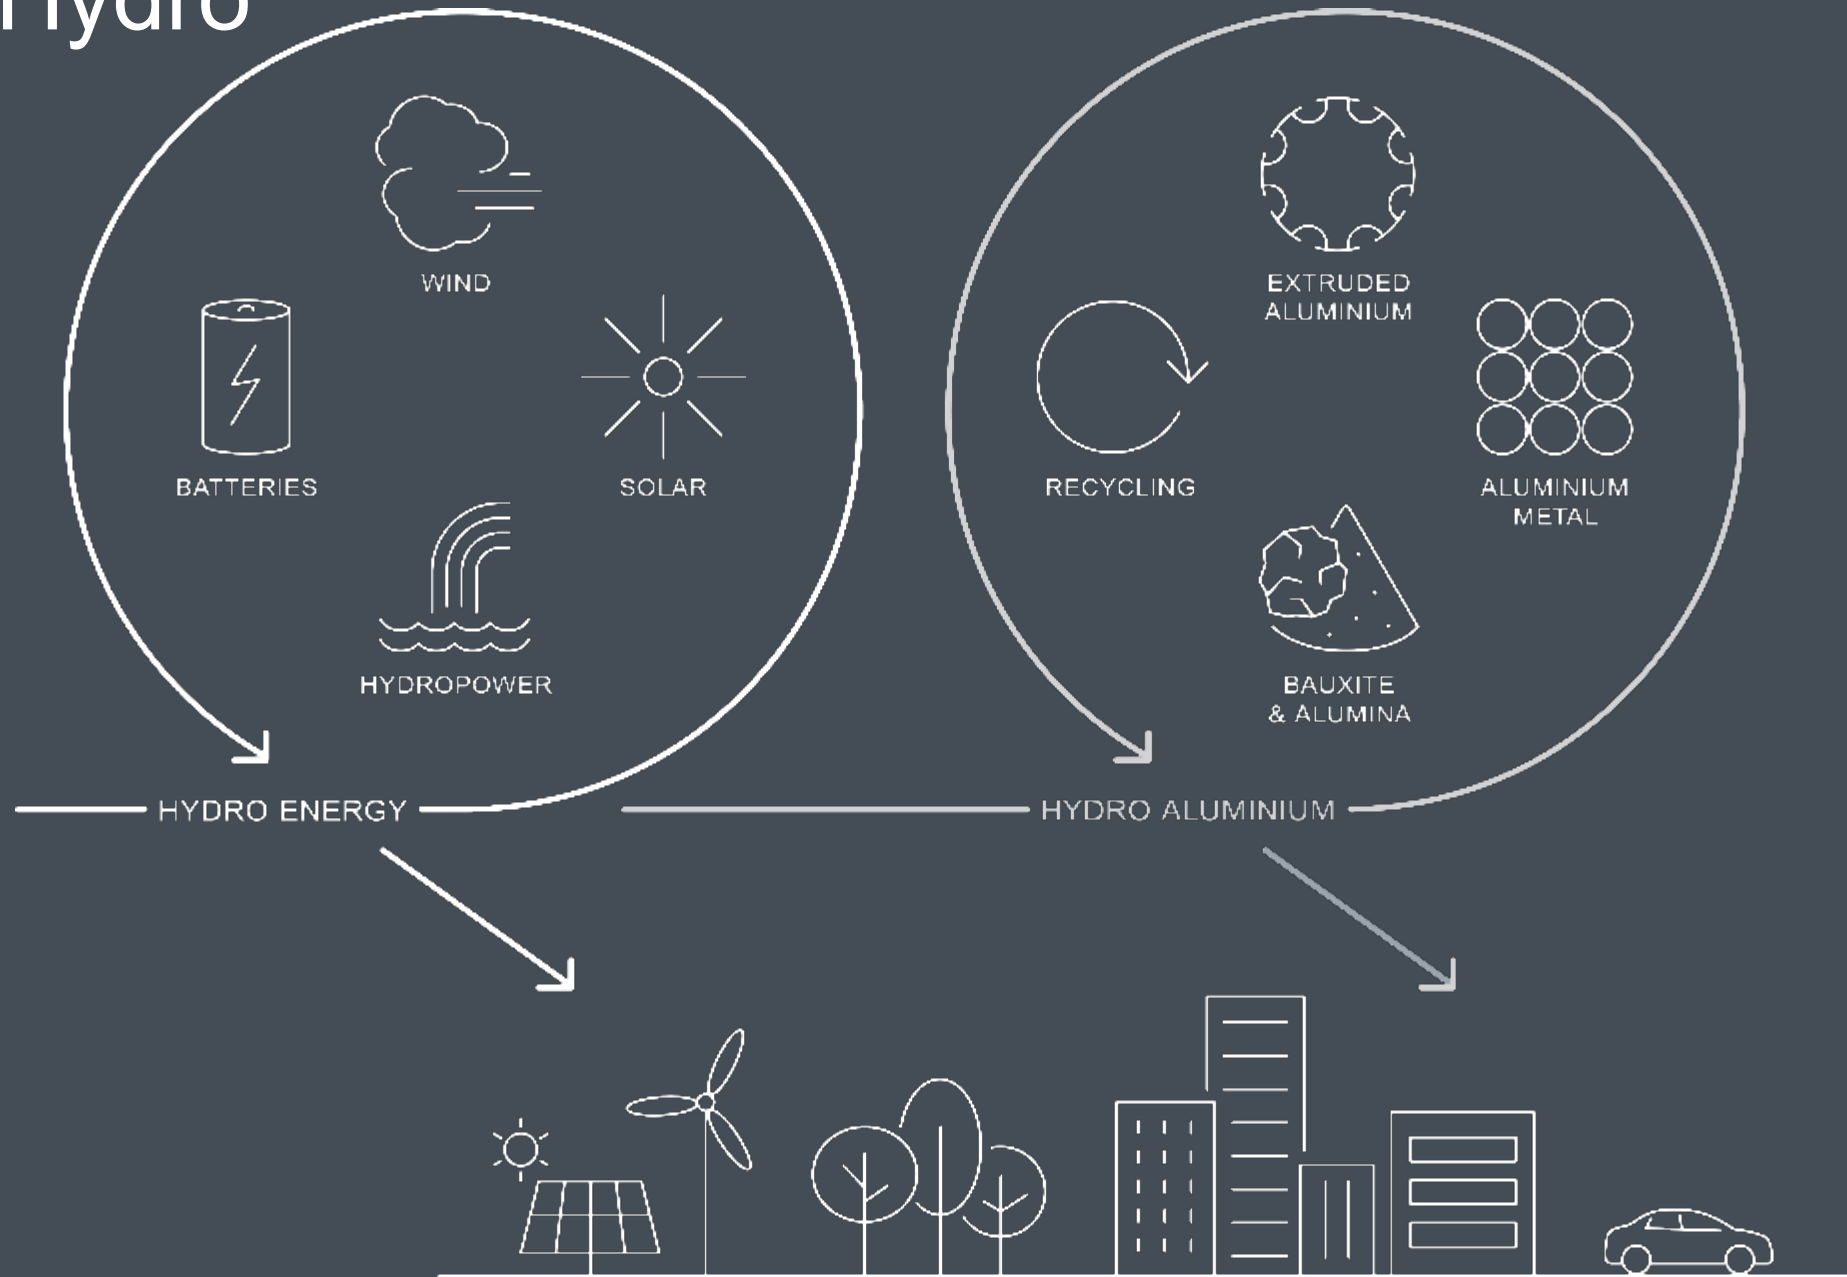 Hydro
WIND
BATTERIES
SOLAR
HYDROPOWER
HYDRO ENERGY
EXTRUDED
ALUMINIUM
RECYCLING
ALUMINIUM
METAL
BAUXITE
& ALUMINA
HYDRO ALUMINIUM